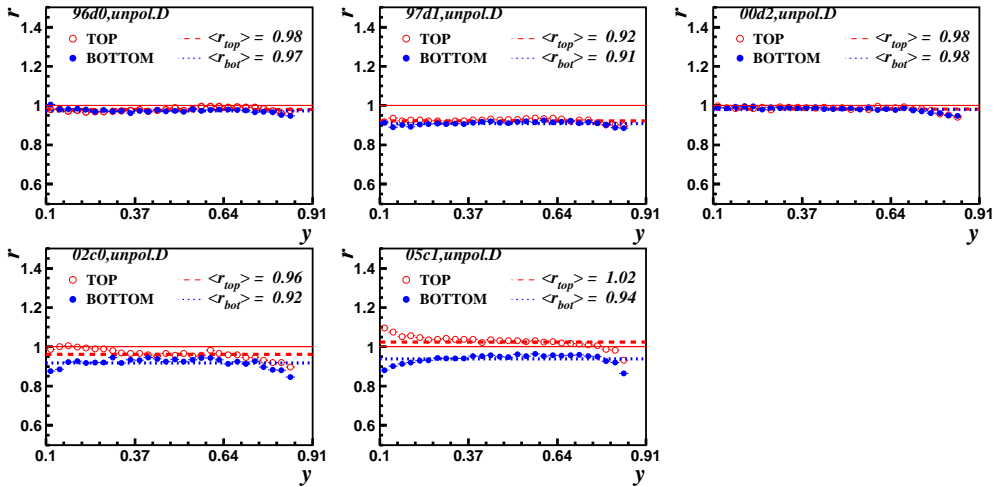 96d0,unpol.D
r
1.4
1.2
1
0.8
0.6
TOP
BOTTOM
<r_top> = 0.98
<r_bot> = 0.97
0.1 0.37 0.64 0.91
y
97d1,unpol.D
r
1.4
1.2
1
0.8
0.6
TOP
BOTTOM
<r_top> = 0.92
<r_bot> = 0.91
0.1 0.37 0.64 0.91
y
00d2,unpol.D
r
1.4
1.2
1
0.8
0.6
TOP
BOTTOM
<r_top> = 0.98
<r_bot> = 0.98
0.1 0.37 0.64 0.91
y
02c0,unpol.D
r
1.4
1.2
1
0.8
0.6
TOP
BOTTOM
<r_top> = 0.96
<r_bot> = 0.92
0.1 0.37 0.64 0.91
y
05c1,unpol.D
r
1.4
1.2
1
0.8
0.6
TOP
BOTTOM
<r_top> = 1.02
<r_bot> = 0.94
0.1 0.37 0.64 0.91
y